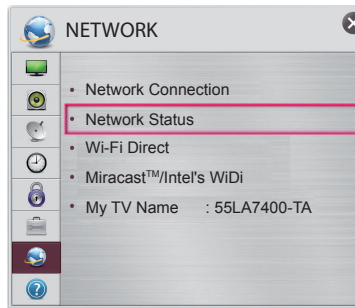 NETWORK
• Network Connection
• Network Status
• Wi-Fi Direct
• Miracast™/Intel's WiDi
• My TV Name : 55LA7400-TA